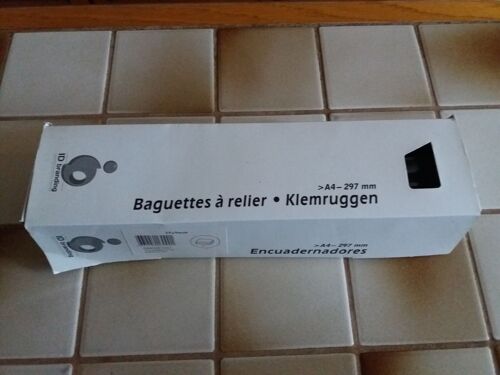 ID branding
>A4– 297 mm
Baguettes à relier • Klemruggen
ID branding
>A4– 297 mm
Encuadernadores